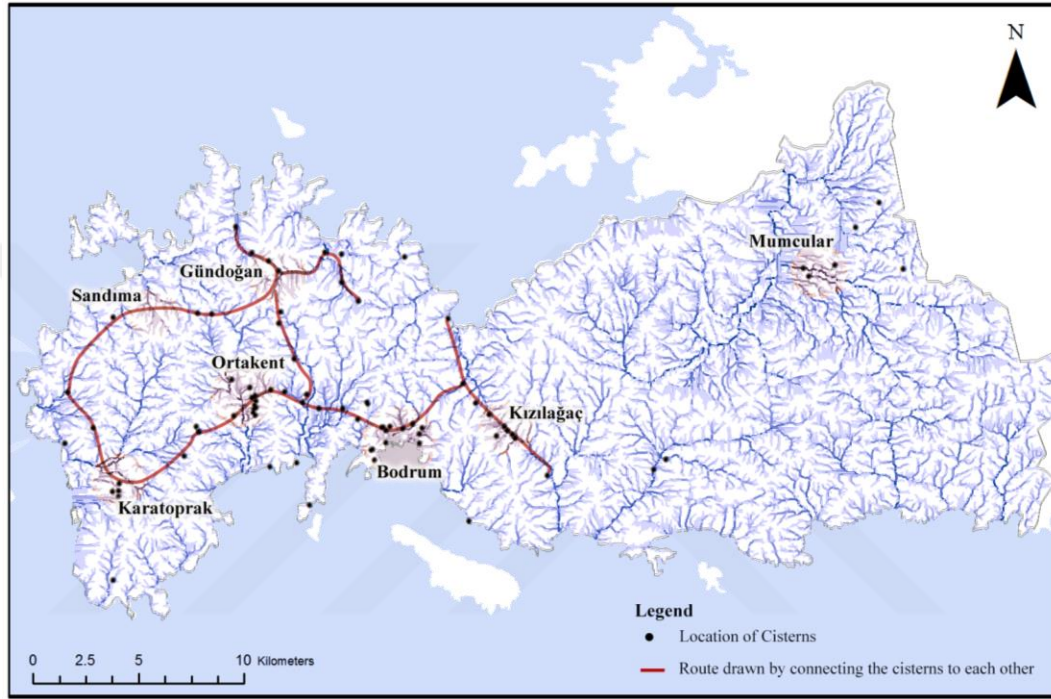 N
Mumcular
Gündoğan
Sandıma
Ortakent
Kızılağaç
Bodrum
Karatoprak
Legend
Location of Cisterns
Route drawn by connecting the cisterns to each other
0 2.5 5 10 Kilometers